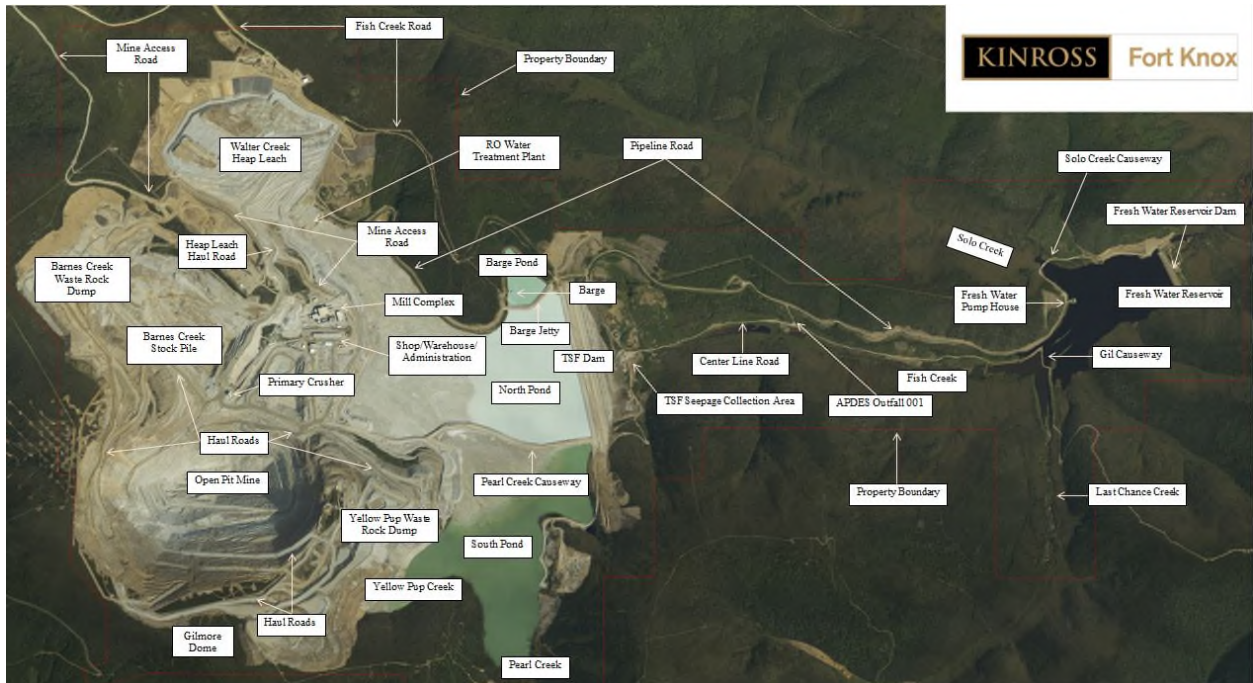 Fish Creek Road
KINROSS Fort Knox
Mine Access
Road
Property Boundary
Walter Creek
Heap Leach
RO Water
Treatment Plant
Pipeline Road
Solo Creek Causeway
Fresh Water Reservoir Dam
Mine Access
Road
Heap Leach
Haul Road
Solo Creek
Barnes Creek
Waste Rock
Dump
Barge Pond
Barge
Fresh Water
Pump House
Fresh Water Reservoir
Mill Complex
Barge Jetty
Barnes Creek
Stock Pile
Shop/Warehouse/
Administration
TSF Dam
Center Line Road
Gil Causeway
Primary Crusher
North Pond
Fish Creek
TSF Seepage Collection Area
APDES Outfall 001
Haul Roads
Open Pit Mine
Pearl Creek Causeway
Property Boundary
Last Chance Creek
Yellow Pup Waste
Rock Dump
South Pond
Yellow Pup Creek
Haul Roads
Gilmore
Dome
Pearl Creek